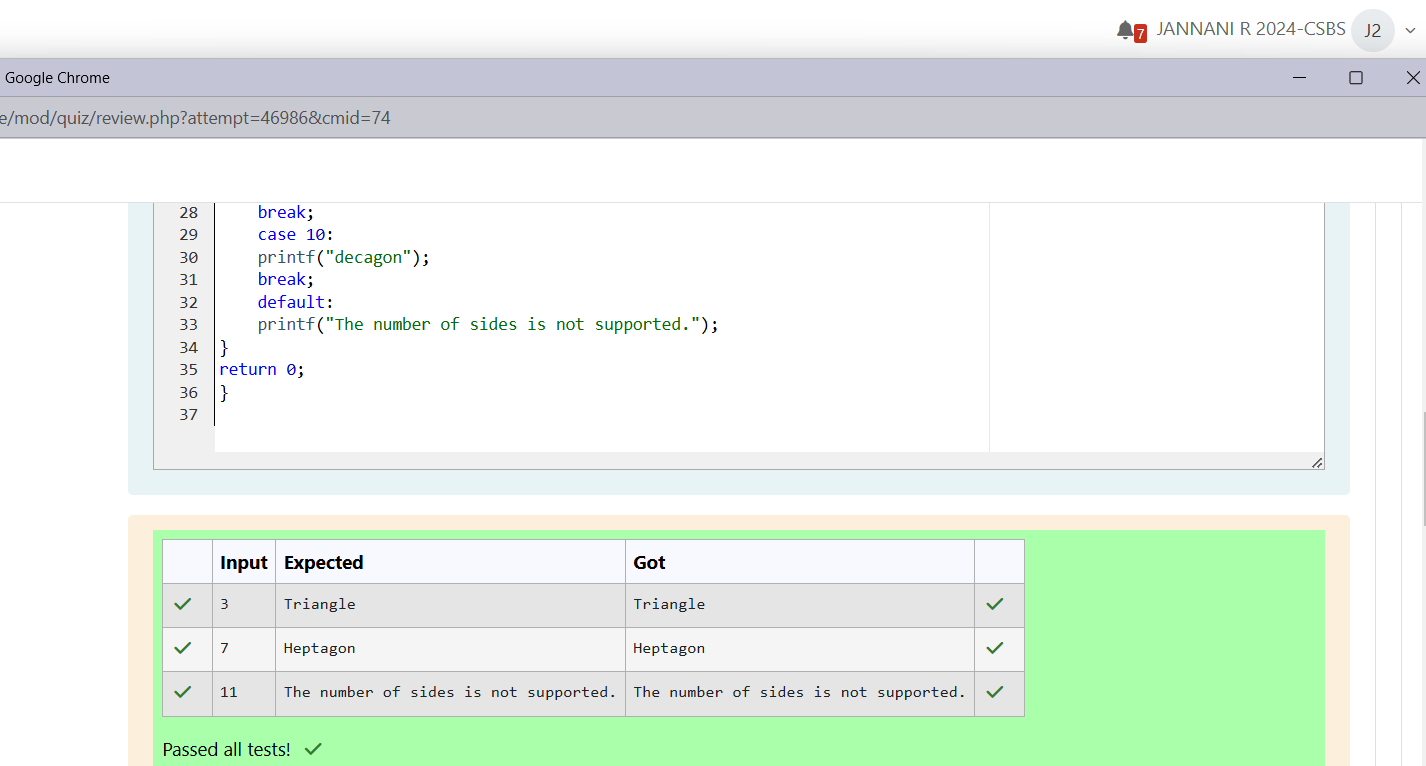 7 JANNANI R 2024-CSBS J2
Google Chrome
e/mod/quiz/review.php?attempt=46986&cmid=74
28 break;
29 case 10:
30 printf("decagon");
31 break;
32 default:
33 printf("The number of sides is not supported.");
34 }
35 return 0;
36 }
37
Input Expected Got
3 Triangle Triangle
7 Heptagon Heptagon
11 The number of sides is not supported. The number of sides is not supported.
Passed all tests!